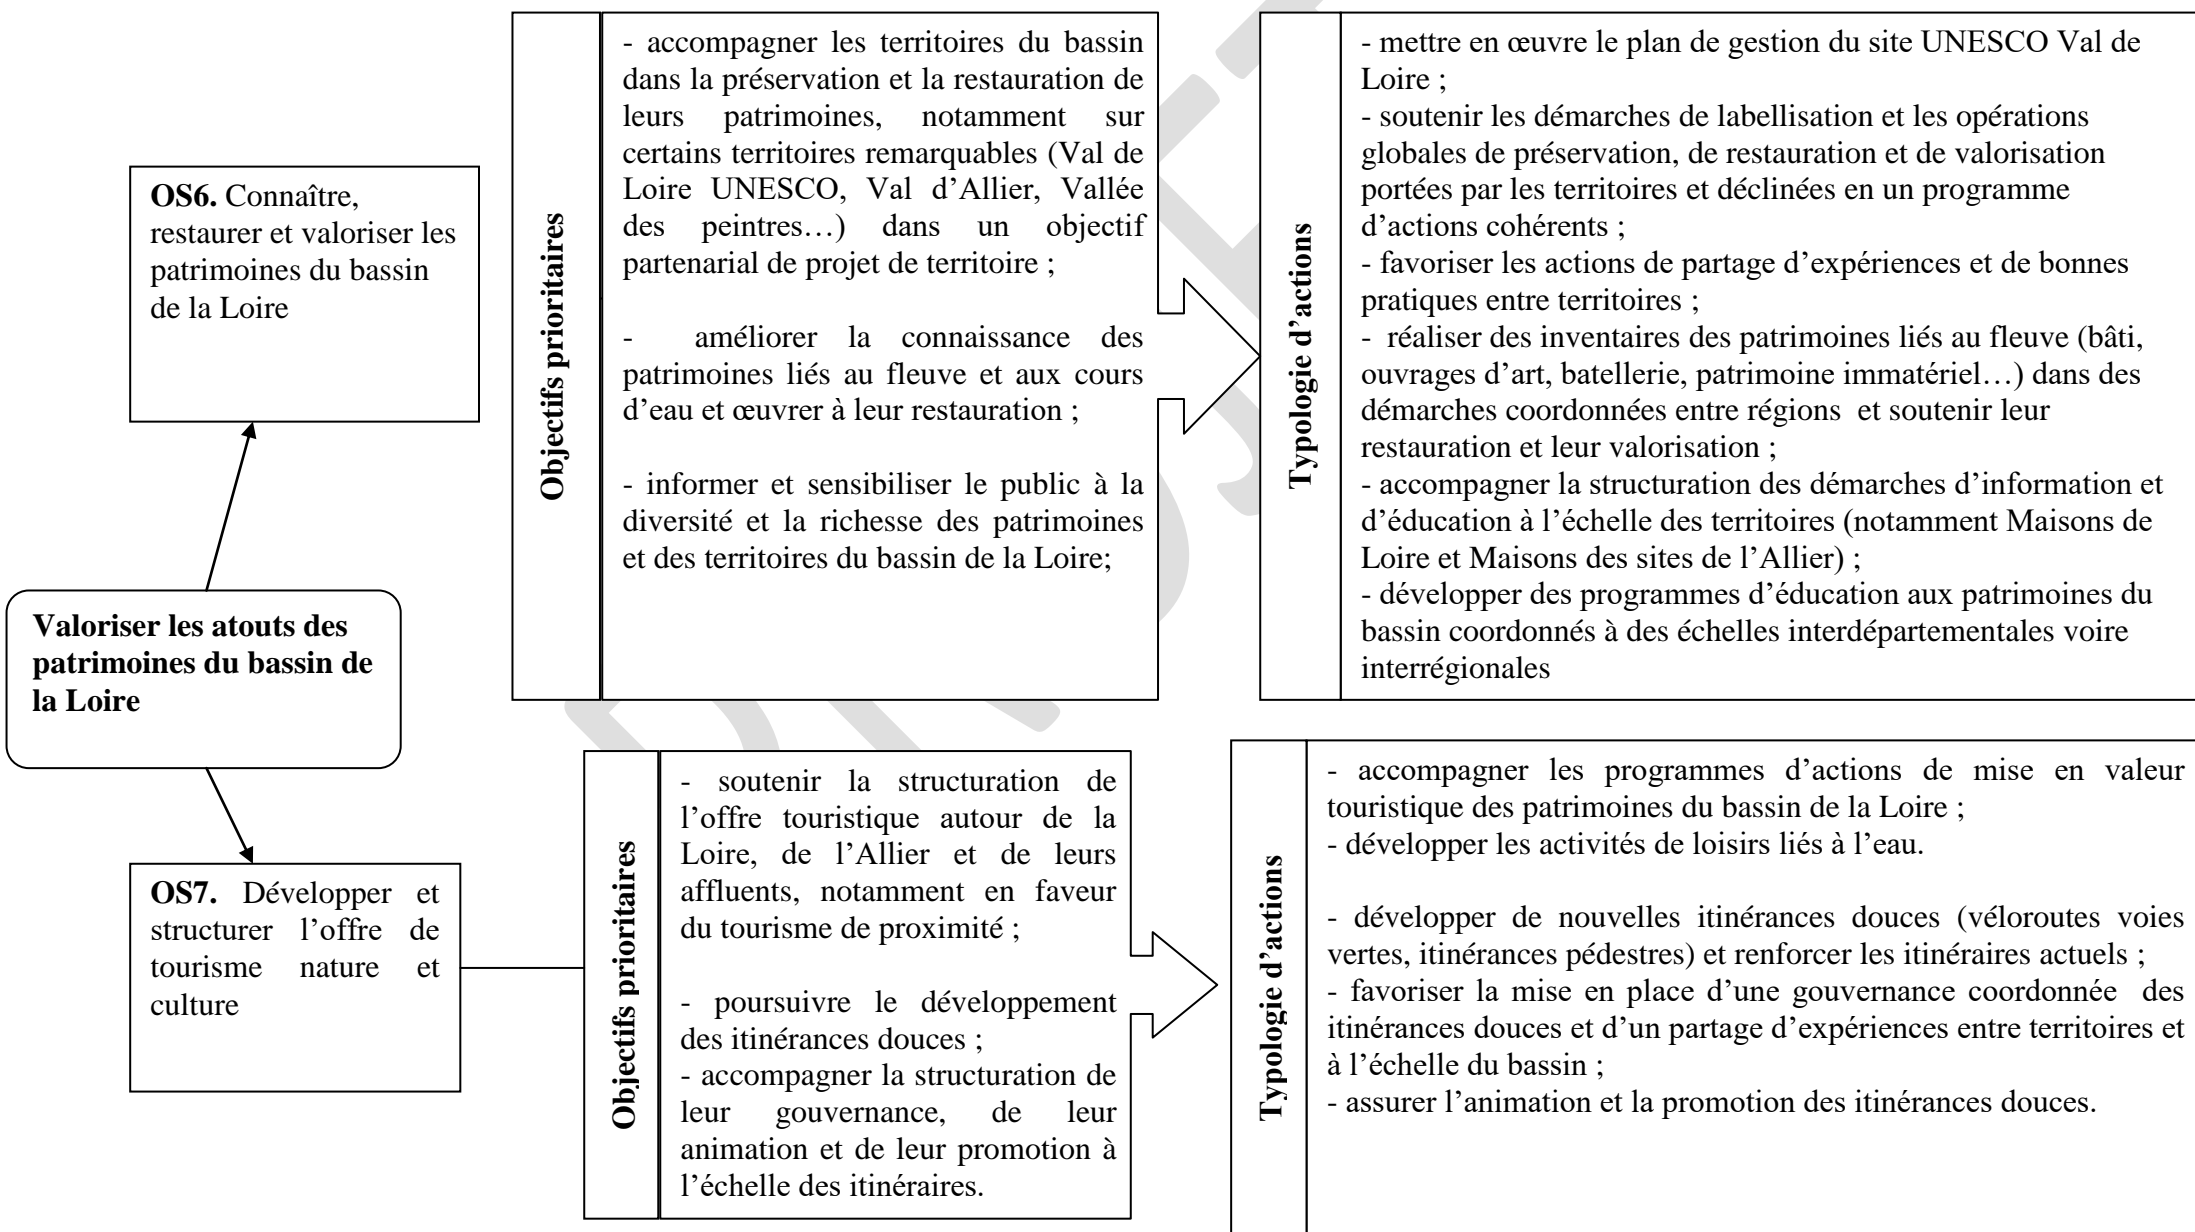 Valoriser les atouts des
patrimoines du bassin de
la Loire
OS6. Connaître,
restaurer et valoriser les
patrimoines du bassin
de la Loire
Objectifs prioritaires
- accompagner les territoires du bassin
dans la préservation et la restauration de
leurs patrimoines, notamment sur
certains territoires remarquables (Val de
Loire UNESCO, Val d’Allier, Vallée
des peintres…) dans un objectif
partenarial de projet de territoire ;
- améliorer la connaissance des
patrimoines liés au fleuve et aux cours
d’eau et œuvrer à leur restauration ;
- informer et sensibiliser le public à la
diversité et la richesse des patrimoines
et des territoires du bassin de la Loire;
Typologie d’actions
- mettre en œuvre le plan de gestion du site UNESCO Val de
Loire ;
- soutenir les démarches de labellisation et les opérations
globales de préservation, de restauration et de valorisation
portées par les territoires et déclinées en un programme
d’actions cohérents ;
- favoriser les actions de partage d’expériences et de bonnes
pratiques entre territoires ;
- réaliser des inventaires des patrimoines liés au fleuve (bâti,
ouvrages d’art, batellerie, patrimoine immatériel…) dans des
démarches coordonnées entre régions et soutenir leur
restauration et leur valorisation ;
- accompagner la structuration des démarches d’information et
d’éducation à l’échelle des territoires (notamment Maisons de
Loire et Maisons des sites de l’Allier) ;
- développer des programmes d’éducation aux patrimoines du
bassin coordonnés à des échelles interdépartementales voire
interrégionales
OS7. Développer et
structurer l’offre de
tourisme nature et
culture
Objectifs prioritaires
- soutenir la structuration de
l’offre touristique autour de la
Loire, de l’Allier et de leurs
affluents, notamment en faveur
du tourisme de proximité ;
- poursuivre le développement
des itinérances douces ;
- accompagner la structuration de
leur gouvernance, de leur
animation et de leur promotion à
l’échelle des itinéraires.
Typologie d’actions
- accompagner les programmes d’actions de mise en valeur
touristique des patrimoines du bassin de la Loire ;
- développer les activités de loisirs liés à l’eau.
- développer de nouvelles itinérances douces (véloroutes voies
vertes, itinérances pédestres) et renforcer les itinéraires actuels ;
- favoriser la mise en place d’une gouvernance coordonnée des
itinérances douces et d’un partage d’expériences entre territoires et
à l’échelle du bassin ;
- assurer l’animation et la promotion des itinérances douces.